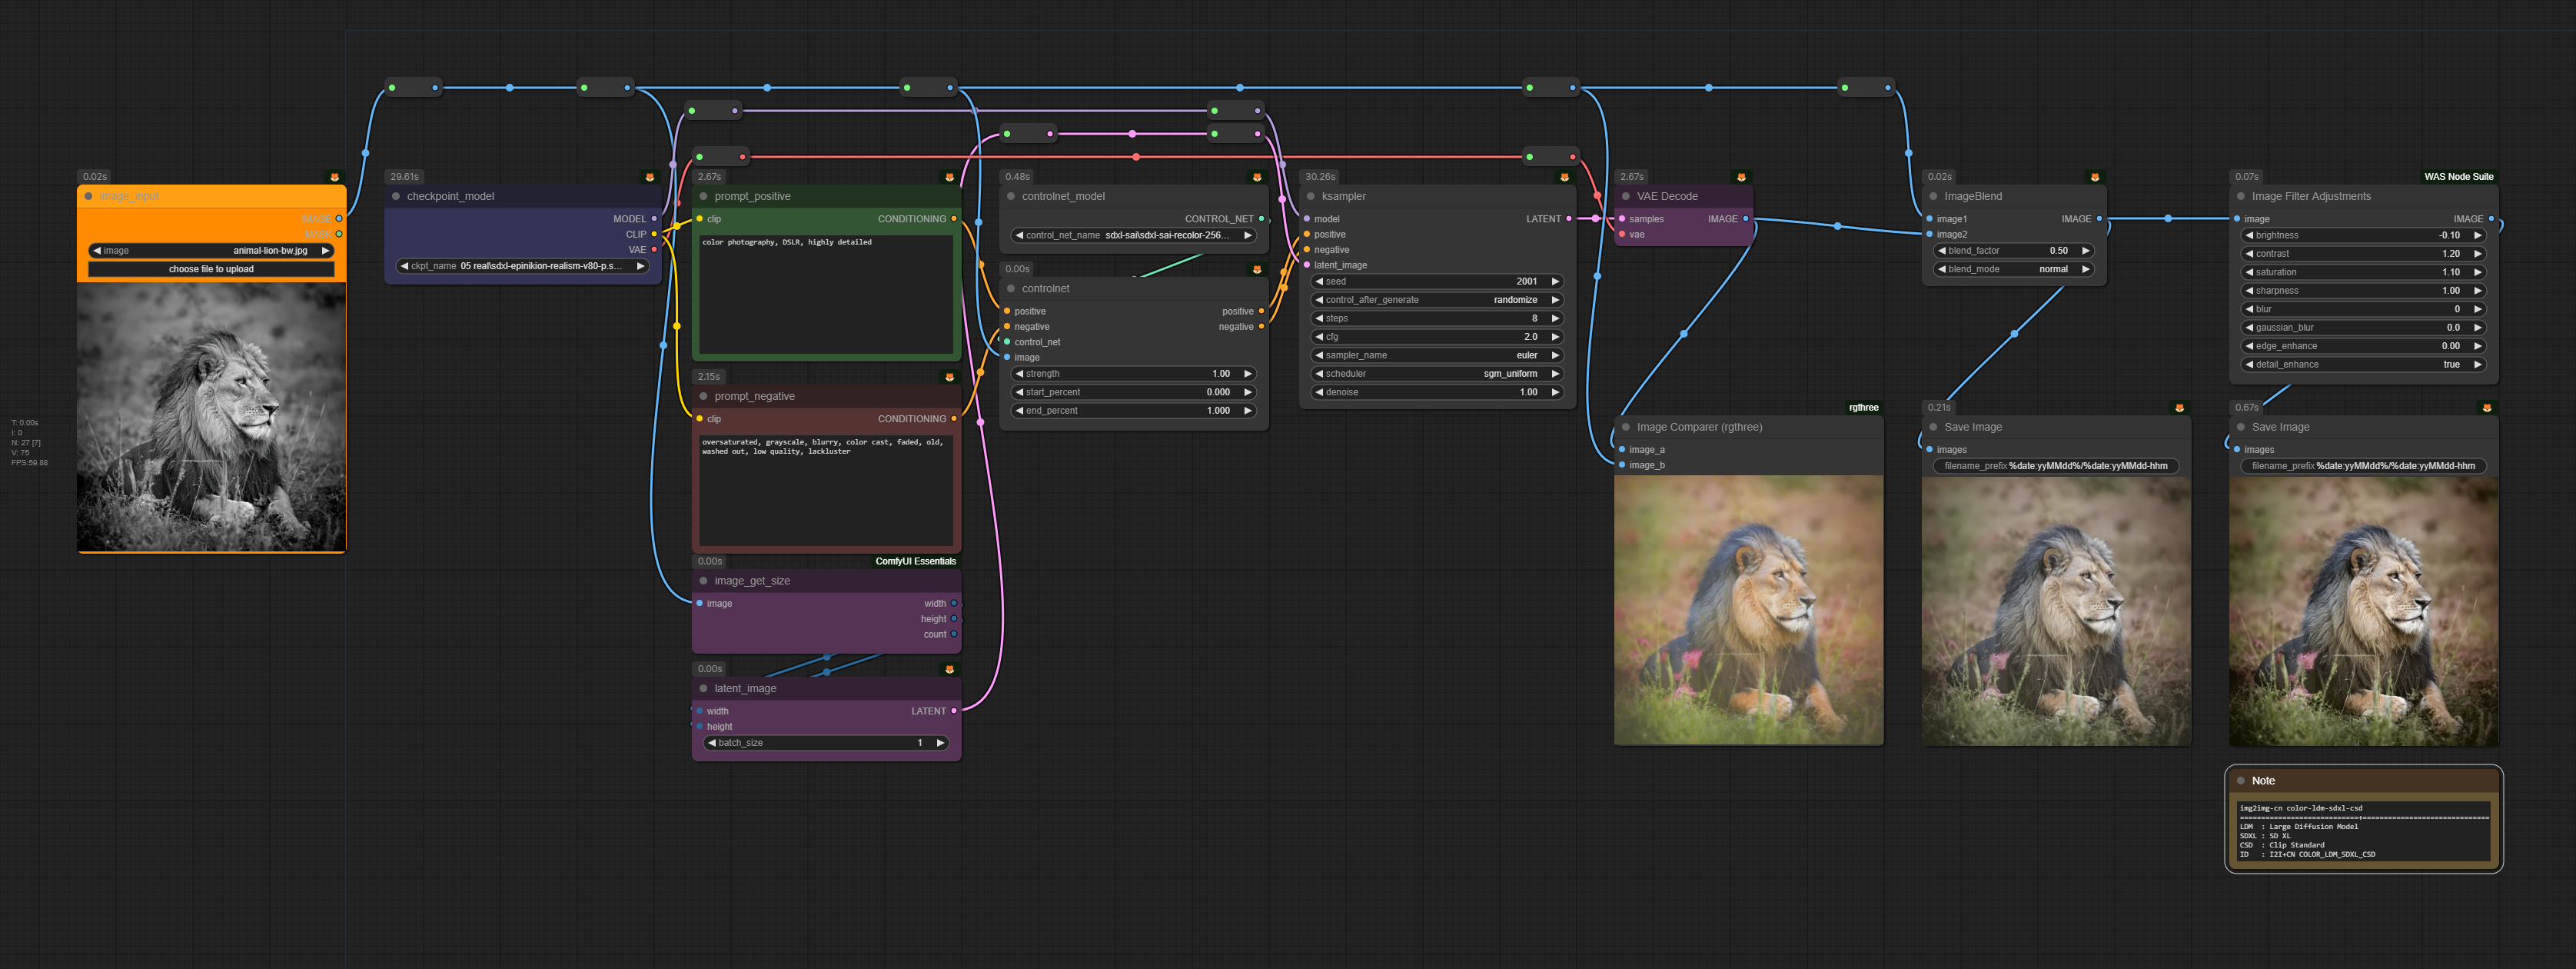 T: 0.00s
I: 0
N: 27 [7]
V: 75
FPS:59.88
0.02s
image_input
IMAGE
MASK
image animal-lion-bw.jpg
choose file to upload
29.61s
checkpoint_model
MODEL
CLIP
VAE
ckpt_name 05 real\sdxl-epinikion-realism-v80-p.s...
2.67s
prompt_positive
clip CONDITIONING
color photography, DSLR, highly detailed
2.15s
prompt_negative
clip CONDITIONING
oversaturated, grayscale, blurry, color cast, faded, old,
washed out, low quality, lackluster
0.00s ComfyUI Essentials
image_get_size
image width
height
count
0.00s
latent_image
width LATENT
height
batch_size 1
0.48s
controlnet_model
CONTROL_NET
control_net_name sdxl-sai\sdxl-sai-recolor-256...
0.00s
controlnet
positive positive
negative negative
control_net
image
strength 1.00
start_percent 0.000
end_percent 1.000
30.26s
ksampler
model LATENT
positive
negative
latent_image
seed 2001
control_after_generate randomize
steps 8
cfg 2.0
sampler_name euler
scheduler sgm_uniform
denoise 1.00
2.67s
VAE Decode
samples IMAGE
vae
rgthree
Image Comparer (rgthree)
image_a
image_b
0.02s
ImageBlend
image1 IMAGE
image2
blend_factor 0.50
blend_mode normal
0.21s
Save Image
images
filename_prefix %date:yyMMdd%/%date:yyMMdd-hhm
0.07s WAS Node Suite
Image Filter Adjustments
image IMAGE
brightness -0.10
contrast 1.20
saturation 1.10
sharpness 1.00
blur 0
gaussian_blur 0.0
edge_enhance 0.00
detail_enhance true
0.67s
Save Image
images
filename_prefix %date:yyMMdd%/%date:yyMMdd-hhm
Note
img2img-cn color-ldm-sdxl-csd
LDM : Large Diffusion Model
SDXL : SD XL
CSD : Clip Standard
ID : I2I+CN COLOR_LDM_SDXL_CSD